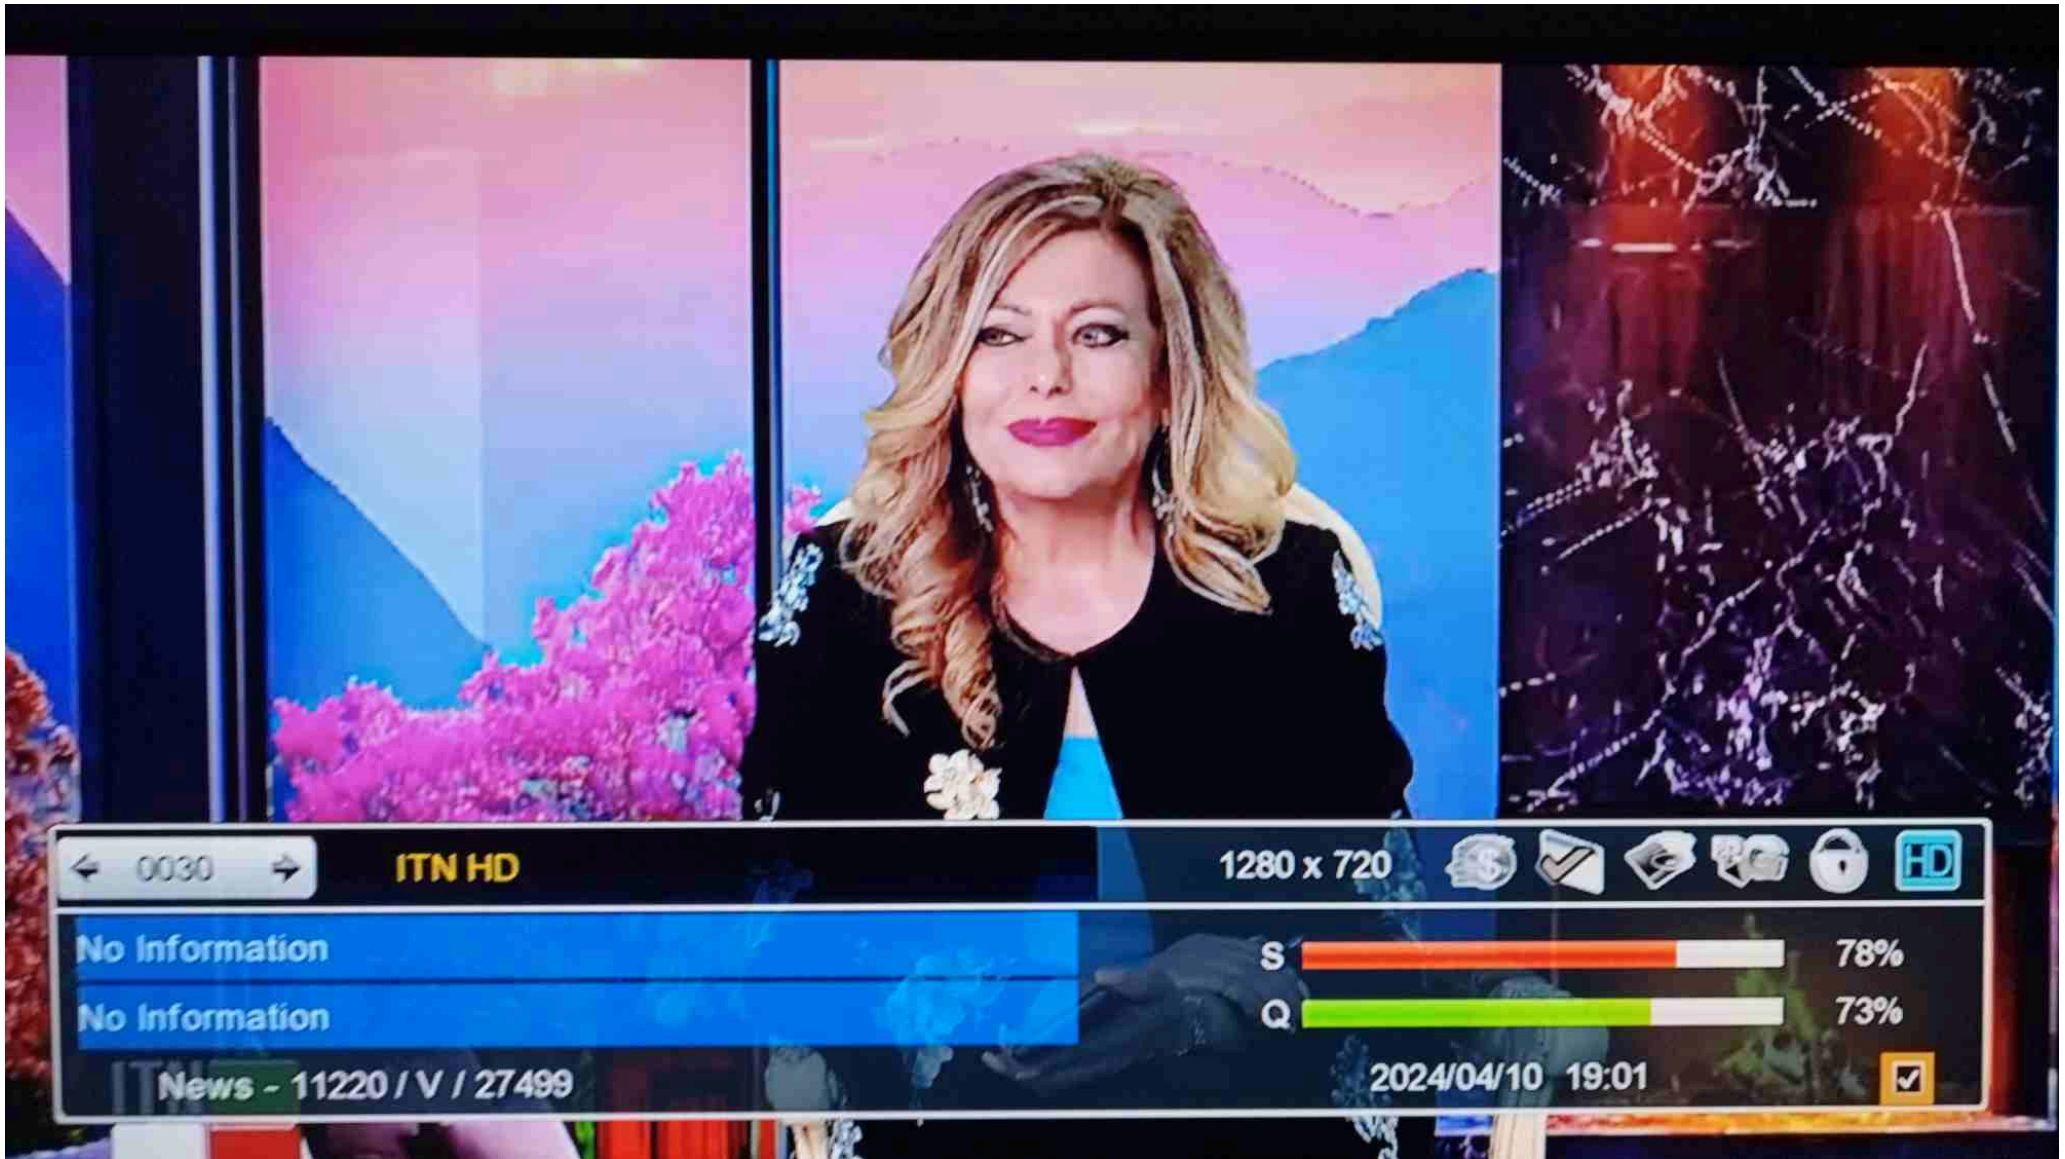 0030
ITN HD
1280 x 720
HD
No Information
S 78%
No Information
Q 73%
ITN
News - 11220 / V / 27499
2024/04/10 19:01